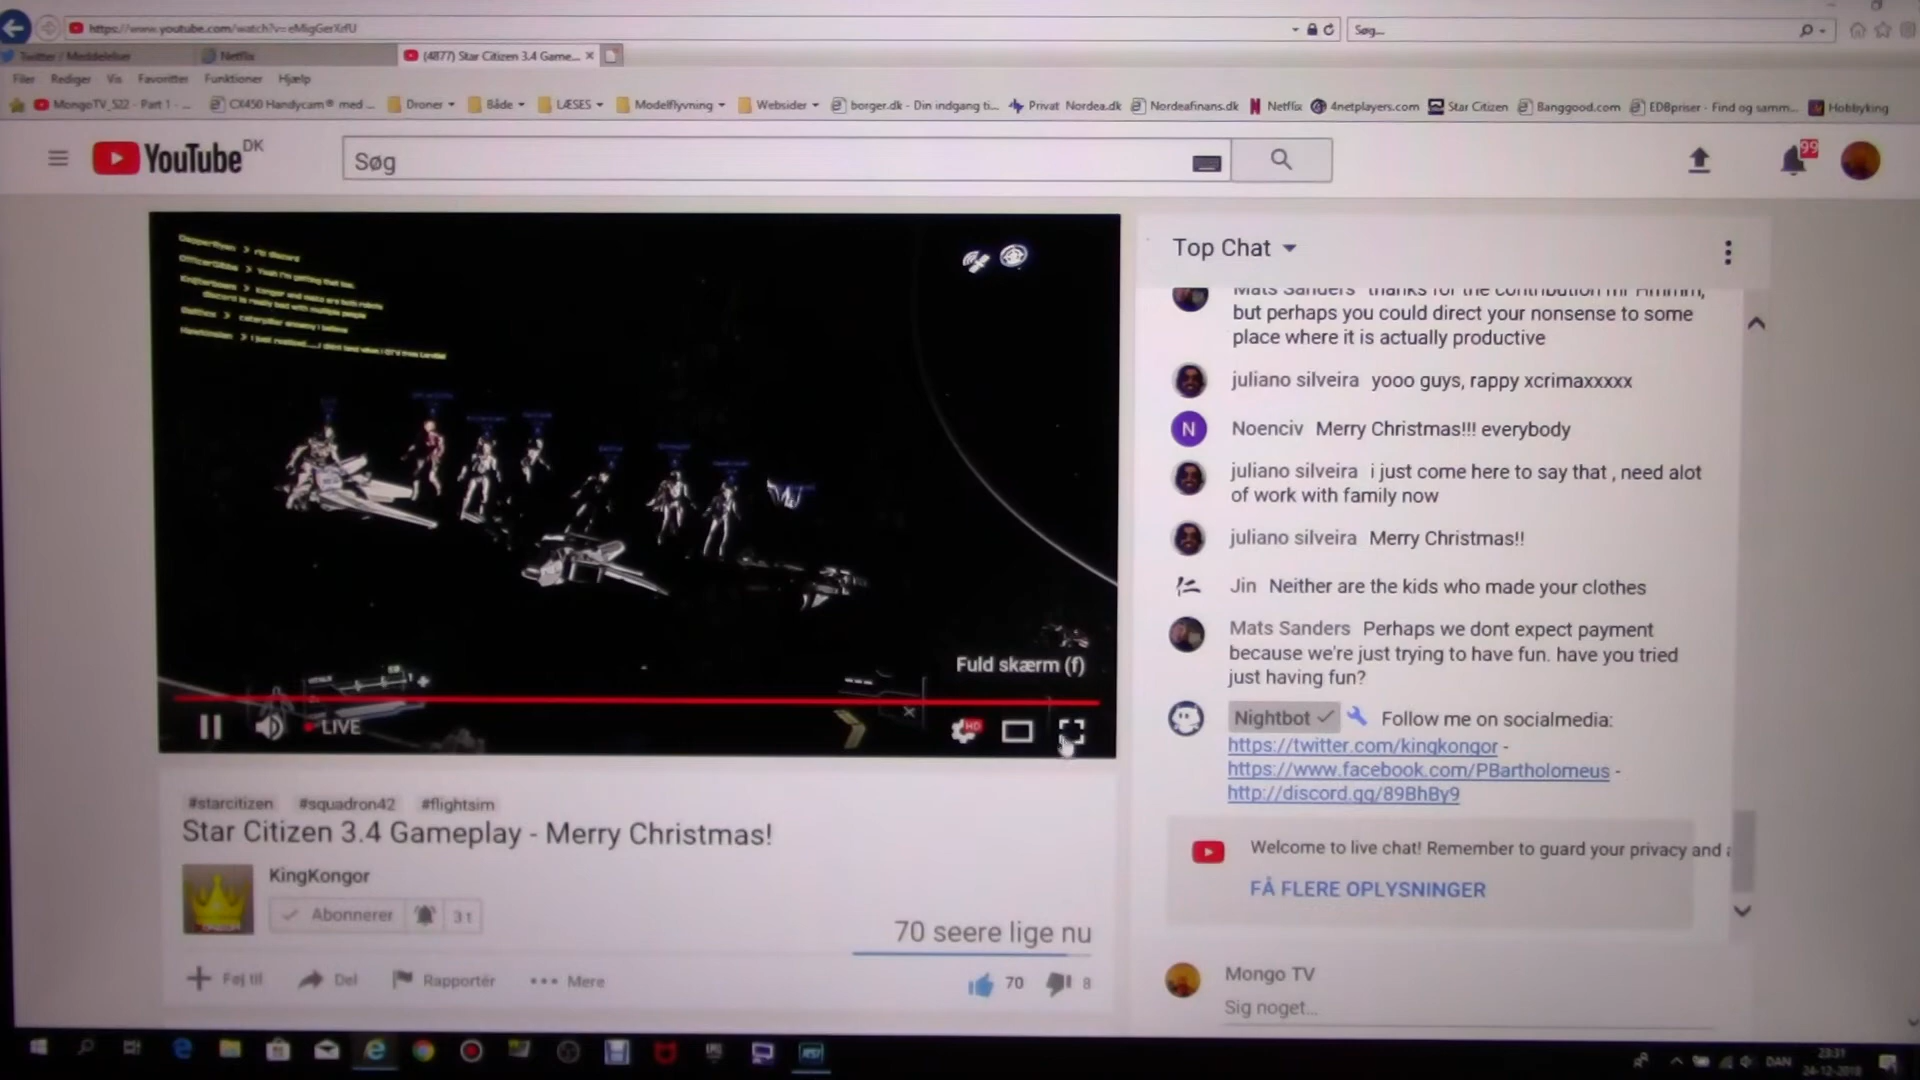 https://www.youtube.com/watch?v=eMigGerXrfU
Søg...
Twitter / Meddelelser
Netflix
(4877) Star Citizen 3.4 Game...
Filer Rediger Vis Favoritter Funktioner Hjælp
MongoTV_522 - Part 1 - ...
CX450 Handycam® med ...
Droner
Både
LÆSES
Modelflyvning
Websider
borger.dk - Din indgang ti...
Privat Nordea.dk
Nordeafinans.dk
Netflix
4netplayers.com
Star Citizen
Banggood.com
EDBpriser - Find og samm...
Hobbyking
YouTube DK
Søg
99
Top Chat
Mats Sanders thanks for the contribution mr Hmmm,
but perhaps you could direct your nonsense to some
place where it is actually productive
juliano silveira yooo guys, rappy xcrimaxxxxx
N Noenciv Merry Christmas!!! everybody
juliano silveira i just come here to say that , need alot
of work with family now
juliano silveira Merry Christmas!!
Jin Neither are the kids who made your clothes
Mats Sanders Perhaps we dont expect payment
because we're just trying to have fun. have you tried
just having fun?
Nightbot Follow me on socialmedia:
https://twitter.com/kingkongor -
https://www.facebook.com/PBartholomeus -
http://discord.gg/89BhBy9
Welcome to live chat! Remember to guard your privacy and
FÅ FLERE OPLYSNINGER
Mongo TV
Sig noget...
Fuld skærm (f)
LIVE
HD
#starcitizen #squadron42 #flightsim
Star Citizen 3.4 Gameplay - Merry Christmas!
KingKongor
Abonnerer 3 t
70 seere lige nu
Føj til Del Rapportér Mere
70 8
DAN
23:31
24-12-2018